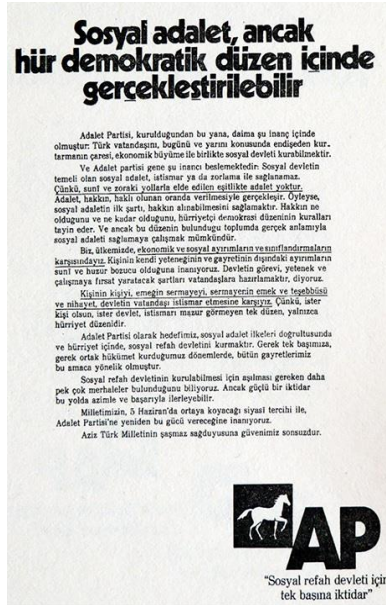 Sosyal adalet, ancak
hür demokratik düzen içinde
gerçekleştirilebilir
Adalet Partisi, kurulduğundan bu yana, daima şu inanç içinde
olmuştur: Türk vatandaşını, bugünü ve yarını konusunda endişeden kur-
tarmanın çaresi, ekonomik büyüme ile birlikte sosyal devleti kurabilmektir.
Ve Adalet partisi gene şu inancı beslemektedir: Sosyal devletin
temeli olan sosyal adalet, istismar ya da zorlama ile sağlanamaz.
Çünkü, sunî ve zoraki yollarla elde edilen eşitlikte adalet yoktur.
Adalet, hakkın, haklı olunan oranda verilmesiyle gerçekleşir. Öyleyse,
sosyal adaletin ilk şartı, hakkın alınabilmesini sağlamaktır. Hakkın ne
olduğunu ve ne kadar olduğunu, hürriyetçi demokrasi düzeninin kuralları
tayin eder. Ve ancak bu düzenin bulunduğu toplumda gerçek anlamıyla
sosyal adaleti sağlamaya çalışmak mümkündür.
Biz, ülkemizde, ekonomik ve sosyal ayırımların ve sınıflandırmaların
karşısındayız. Kişinin kendi yeteneğinin ve gayretinin dışındaki ayırımların
sunî ve huzur bozucu olduğuna inanıyoruz. Devletin görevi, yetenek ve
çalışmaya fırsat yaratacak şartları vatandaşlara hazırlamaktır, diyoruz.
Kişinin kişiyi, emeğin sermayeyi, sermayenin emek ve teşebbüsü
ve nihayet, devletin vatandaşı istismar etmesine karşıyız. Çünkü, ister
kişi olsun, ister devlet, istismarı mazur görmeyen tek düzen, yalnızca
hürriyet düzenidir.
Adalet Partisi olarak hedefimiz, sosyal adalet ilkeleri doğrultusunda
ve hürriyet içinde, sosyal refah devletini kurmaktır. Gerek tek başımıza,
gerek ortak hükümet kurduğumuz dönemlerde, bütün gayretlerimiz
bu amaca yönelik olmuştur.
Sosyal refah devletinin kurulabilmesi için aşılması gereken daha
pek çok merhaleler bulunduğunu biliyoruz. Ancak güçlü bir iktidar
bu yolda azimle ve başarıyla ilerleyebilir.
Milletimizin, 5 Haziran'da ortaya koyacağı siyasî tercihi ile,
Adalet Partisi'ne yeniden bu gücü vereceğine inanıyoruz.
Aziz Türk Milletinin şaşmaz sağduyusuna güvenimiz sonsuzdur.
AP
"Sosyal refah devleti için
tek başına iktidar"